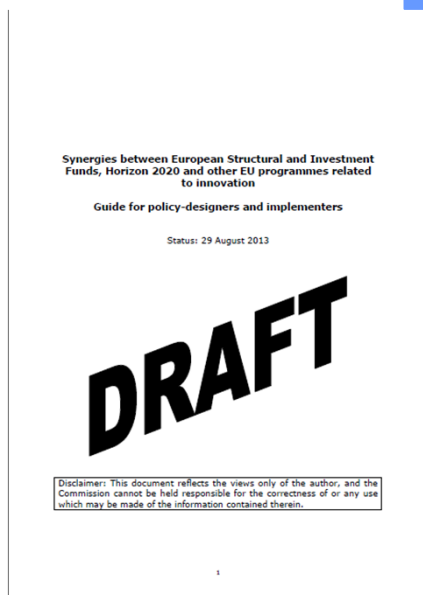 Synergies between European Structural and Investment
Funds, Horizon 2020 and other EU programmes related
to innovation
Guide for policy-designers and implementers
Status: 29 August 2013
DRAFT
Disclaimer: This document reflects the views only of the author, and the
Commission cannot be held responsible for the correctness of or any use
which may be made of the information contained therein.
1